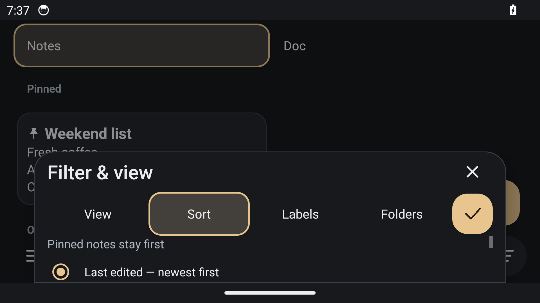 7:37
Notes
Doc
Pinned
Weekend list
Fresh coffee
Filter & view
View
Sort
Labels
Folders
Pinned notes stay first
Last edited — newest first